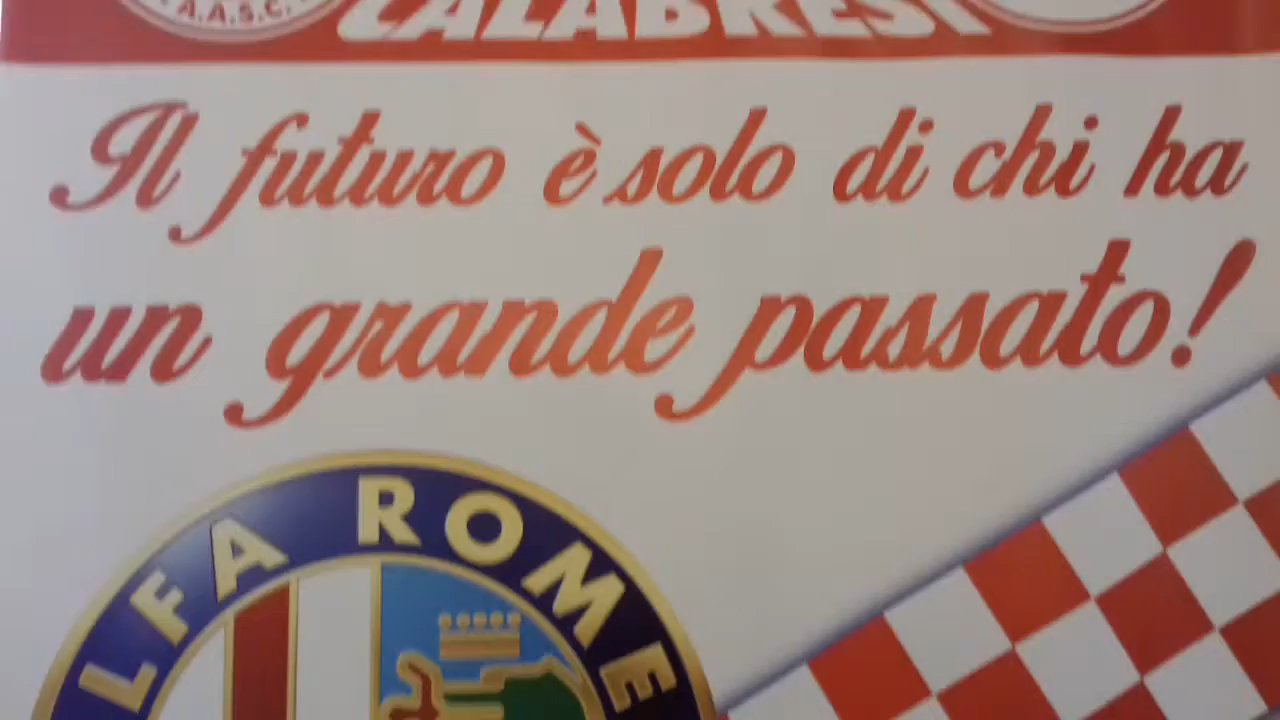 A.A.S.C.
CALABRESI
Il futuro è solo di chi ha
un grande passato!
LFA ROME